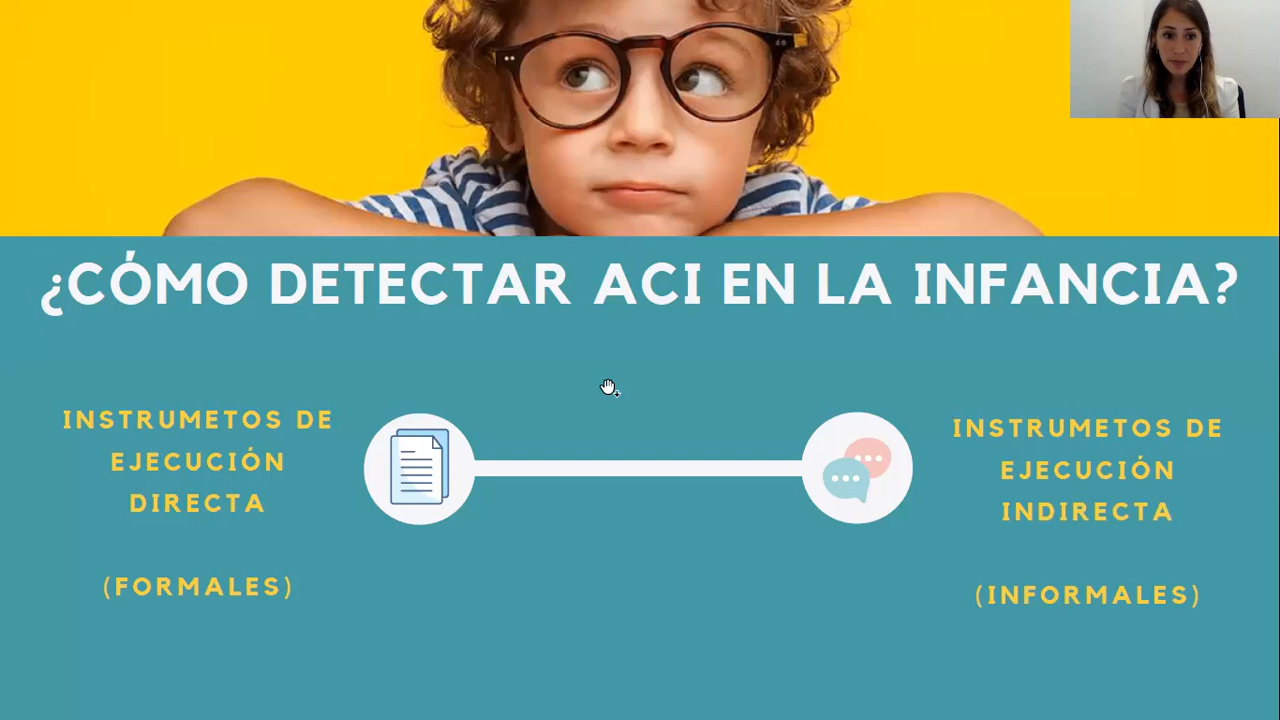 ¿CÓMO DETECTAR ACI EN LA INFANCIA?
INSTRUMETOS DE
EJECUCIÓN
DIRECTA
(FORMALES)
INSTRUMETOS DE
EJECUCIÓN
INDIRECTA
(INFORMALES)